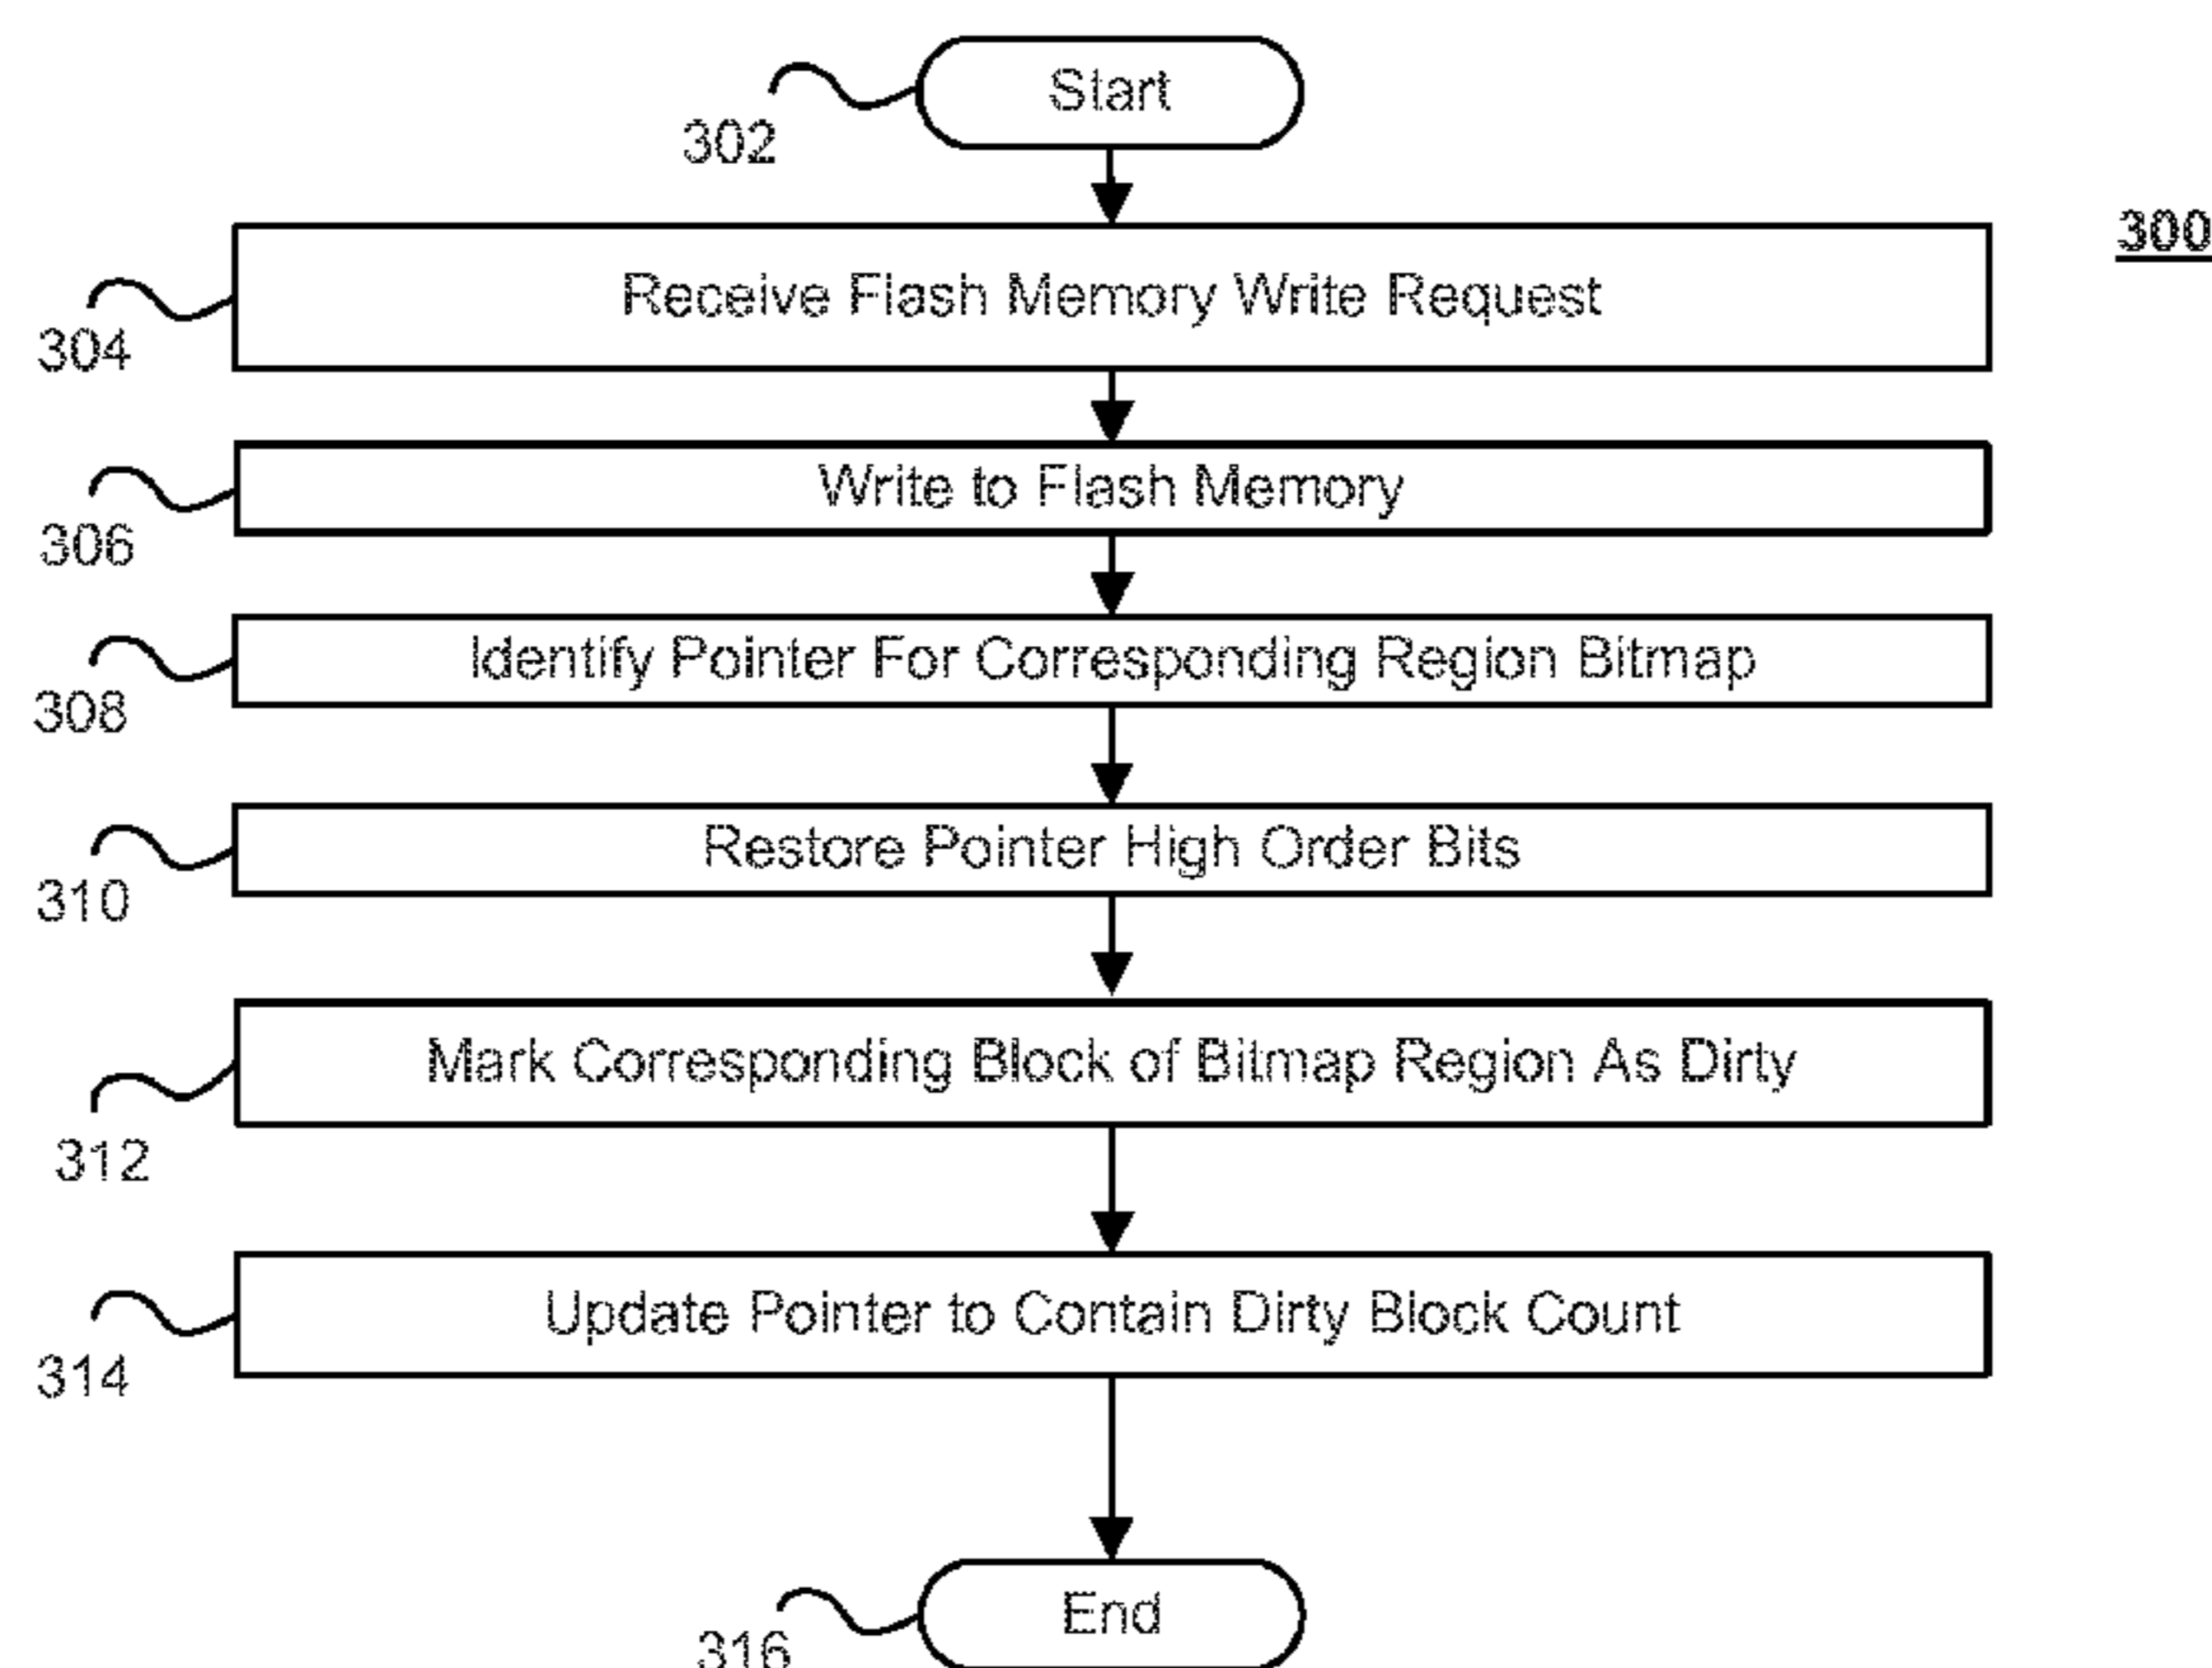 Start
302
300
Receive Flash Memory Write Request
304
Write to Flash Memory
306
Identify Pointer For Corresponding Region Bitmap
308
Restore Pointer High Order Bits
310
Mark Corresponding Block of Bitmap Region As Dirty
312
Update Pointer to Contain Dirty Block Count
314
End
316